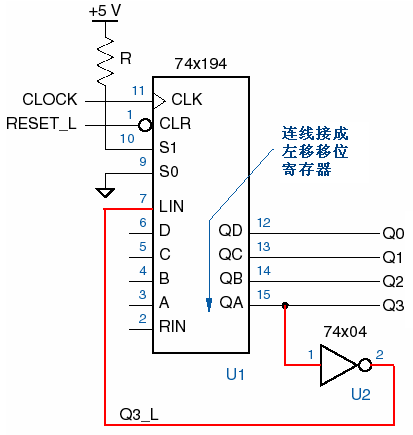 +5 V
R
74x194
CLOCK
11
CLK
RESET_L
1
CLR
10
S1
9
S0
7
LIN
6
D
QD
12
Q0
5
C
QC
13
Q1
4
B
QB
14
Q2
3
A
QA
15
Q3
2
RIN
连线接成
左移移位
寄存器
74x04
1
2
U1
U2
Q3_L